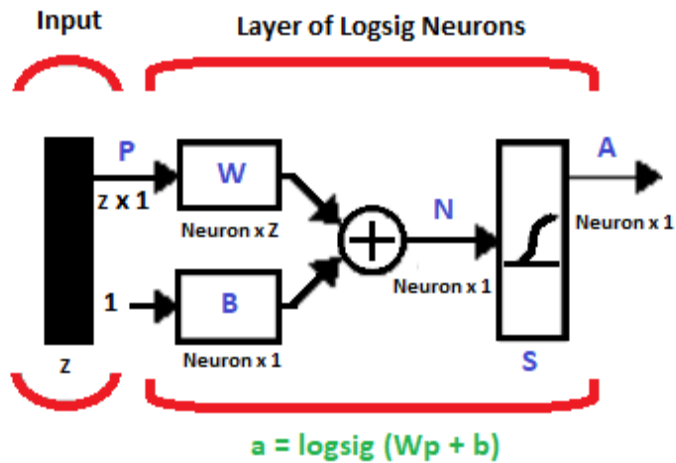 Input
Layer of Logsig Neurons
P
W
A
z x 1
N
Neuron x Z
Neuron x 1
Neuron x 1
1
B
Neuron x 1
z
S
a = logsig (Wp + b)